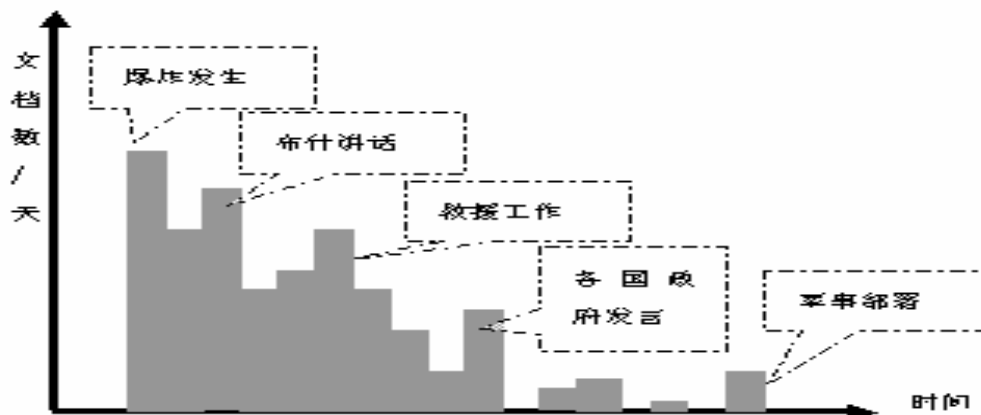 文档数/天
爆炸发生
布什讲话
救援工作
各国政
府发言
军事部署
时间